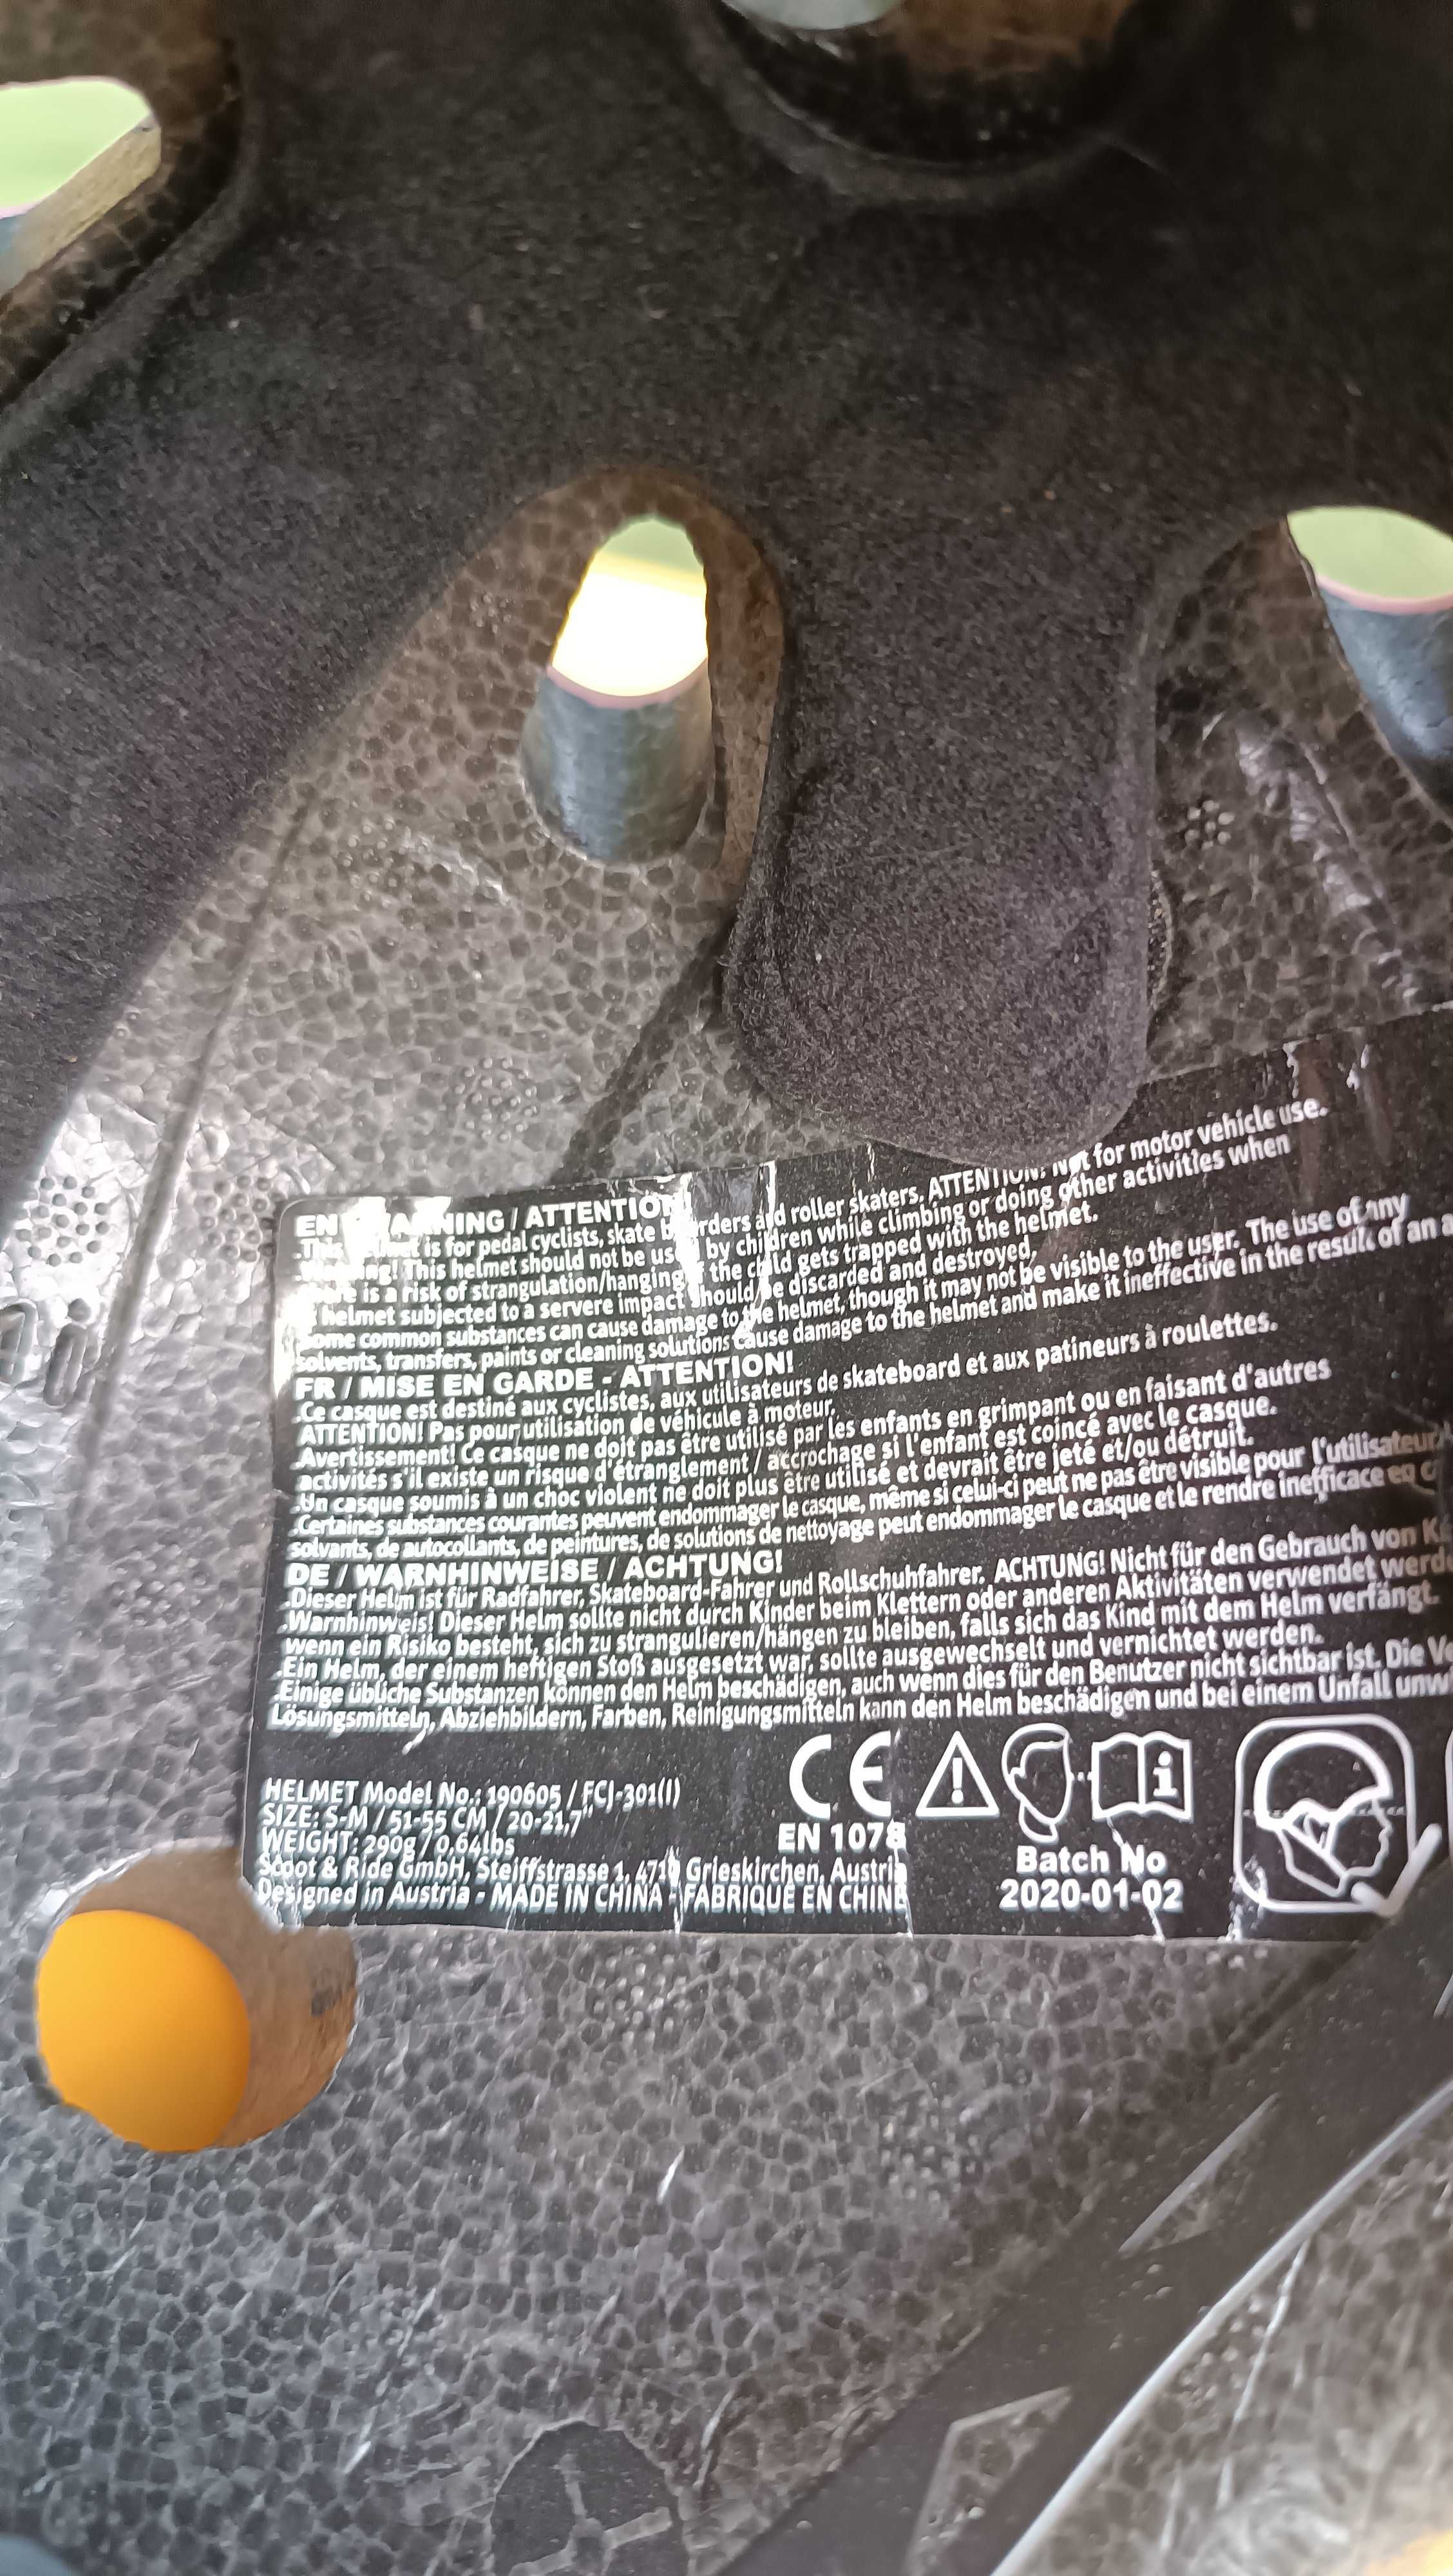 EN WARNING / ATTENTION
.This helmet is for pedal cyclists, skate boarders and roller skaters. ATTENTION! Not for motor vehicle use.
.Warning! This helmet should not be used by children while climbing or doing other activities when
there is a risk of strangulation/hanging if the child gets trapped with the helmet.
helmet subjected to a servere impact should be discarded and destroyed.
.Some common substances can cause damage to the helmet, though it may not be visible to the user. The use of any
solvents, transfers, paints or cleaning solutions cause damage to the helmet and make it ineffective in the result of an
FR / MISE EN GARDE - ATTENTION!
.Ce casque est destiné aux cyclistes, aux utilisateurs de skateboard et aux patineurs à roulettes.
ATTENTION! Pas pour utilisation de véhicule à moteur.
.Avertissement! Ce casque ne doit pas être utilisé par les enfants en grimpant ou en faisant d'autres
activités s'il existe un risque d'étranglement / accrochage si l'enfant est coincé avec le casque.
.Un casque soumis à un choc violent ne doit plus être utilisé et devrait être jeté et/ou détruit.
.Certaines substances courantes peuvent endommager le casque, même si celui-ci peut ne pas être visible pour l'utilisateur
solvants, de autocollants, de peintures, de solutions de nettoyage peut endommager le casque et le rendre inefficace en c
DE / WARNHINWEISE / ACHTUNG!
.Dieser Helm ist für Radfahrer, Skateboard-Fahrer und Rollschuhfahrer. ACHTUNG! Nicht für den Gebrauch von K
.Warnhinweis! Dieser Helm sollte nicht durch Kinder beim Klettern oder anderen Aktivitäten verwendet werd
wenn ein Risiko besteht, sich zu strangulieren/hängen zu bleiben, falls sich das Kind mit dem Helm verfängt.
.Ein Helm, der einem heftigen Stoß ausgesetzt war, sollte ausgewechselt und vernichtet werden.
.Einige übliche Substanzen können den Helm beschädigen, auch wenn dies für den Benutzer nicht sichtbar ist. Die Ve
Lösungsmitteln, Abziehbildern, Farben, Reinigungsmitteln kann den Helm beschädigen und bei einem Unfall unw
HELMET Model No.: 190605 / FCJ-301(I)
SIZE: S-M / 51-55 CM / 20-21,7"
WEIGHT: 290g / 0.64lbs
Scoot & Ride GmbH, Steiffstrasse 1, 4710 Grieskirchen, Austria
Designed in Austria - MADE IN CHINA - FABRIQUÉ EN CHINE
CE
EN 1078
Batch No
2020-01-02